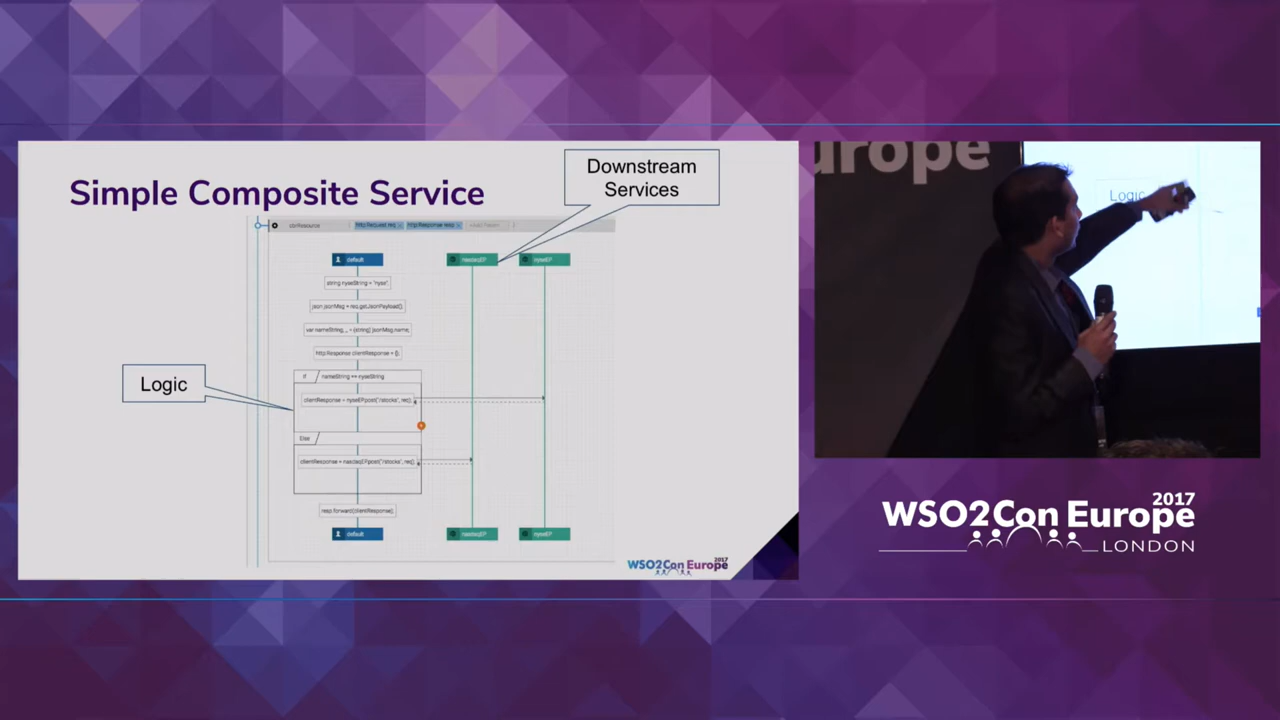 Simple Composite Service
Downstream
Services
Logic
default
nasdaqEP
nyseEP
string nyseString = "nyse";
json jsonMsg = req.getJsonPayload();
http:Response clientResponse = {};
If
nameString == nyseString
clientResponse = nyseEP.post("/stocks", req);
Else
clientResponse = nasdaqEP.post("/stocks", req);
resp.forward(clientResponse);
default
nasdaqEP
nyseEP
WSO2Con Europe
2017
urope
Logic
2017
WSO2Con Europe
LONDON